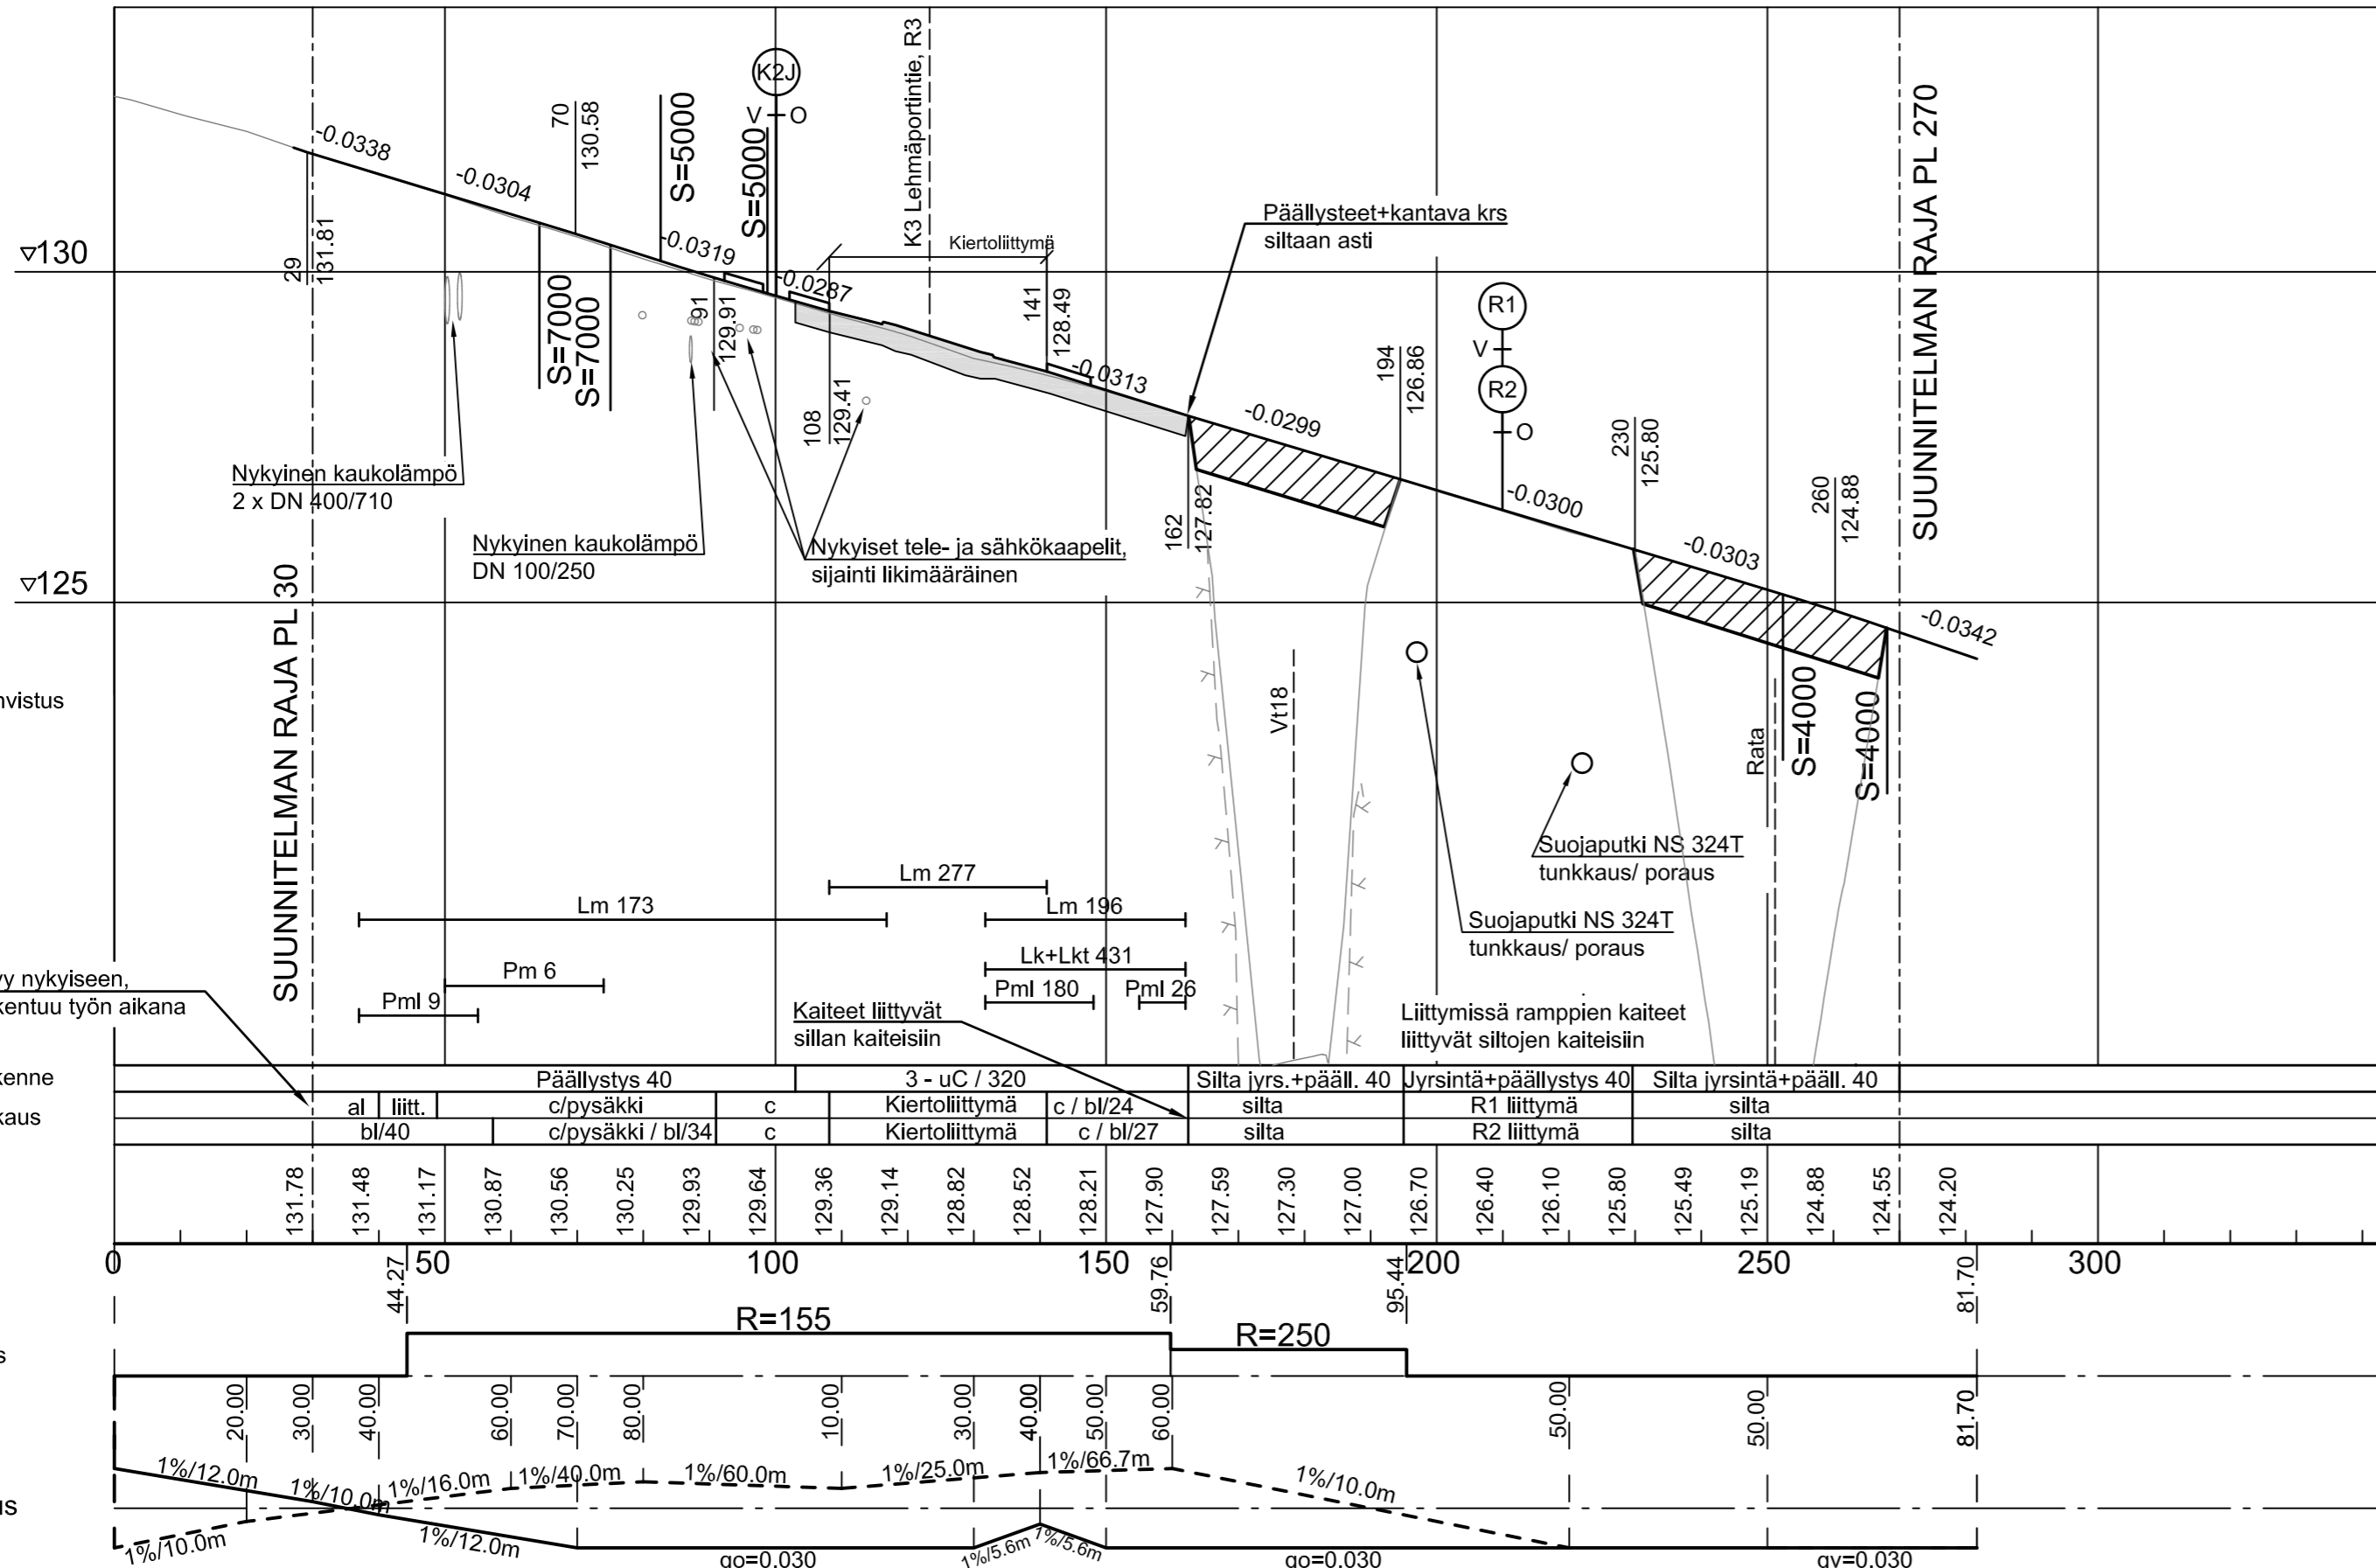 K2J
V
O
K3 Lehmäportintie, R3
SUUNNITELMAN RAJA PL 270
-0.0338
70
130.58
S=5000
S=5000
-0.0304
Päällysteet+kantava krs
siltaan asti
▽130
29
131.81
-0.0319
Kiertoliittymä
-0.0287
S=7000
S=7000
91
129.91
141
128.49
R1
V
R2
O
108
129.41
-0.0313
194
126.86
-0.0299
230
125.80
Nykyinen kaukolämpö
2 x DN 400/710
Nykyinen kaukolämpö
DN 100/250
Nykyiset tele- ja sähkökaapelit,
sijainti likimääräinen
162
127.82
-0.0300
260
124.88
-0.0303
▽125
-0.0342
SUUNNITELMAN RAJA PL 30
Vt18
Rata
S=4000
S=4000
nvistus
Suojaputki NS 324T
tunkkaus/ poraus
Suojaputki NS 324T
tunkkaus/ poraus
Lm 277
Lm 173
Lm 196
Lk+Lkt 431
Pm 6
Pml 9
Pml 180
Pml 26
y nykyiseen,
kentuu työn aikana
Kaiteet liittyvät
sillan kaiteisiin
Liittymissä ramppien kaiteet
liittyvät siltojen kaiteisiin
kenne
Päällystys 40
3 - uC / 320
Silta jyrs.+pääll. 40
Jyrsintä+päällystys 40
Silta jyrsintä+pääll. 40
kaus
al
liitt.
c/pysäkki
c
Kiertoliittymä
c / bl/24
silta
R1 liittymä
silta
bl/40
c/pysäkki / bl/34
c
Kiertoliittymä
c / bl/27
silta
R2 liittymä
silta
131.78
131.48
131.17
130.87
130.56
130.25
129.93
129.64
129.36
129.14
128.82
128.52
128.21
127.90
127.59
127.30
127.00
126.70
126.40
126.10
125.80
125.49
125.19
124.88
124.55
124.20
0
50
100
150
200
250
300
44.27
59.76
95.44
81.70
R=155
R=250
s
20.00
30.00
40.00
60.00
70.00
80.00
10.00
30.00
40.00
50.00
60.00
50.00
50.00
81.70
1%/12.0m
1%/10.0m
1%/16.0m
1%/40.0m
1%/60.0m
1%/25.0m
1%/66.7m
1%/10.0m
us
1%/10.0m
1%/12.0m
qo=0.030
1%/5.6m
1%/5.6m
qo=0.030
qv=0.030